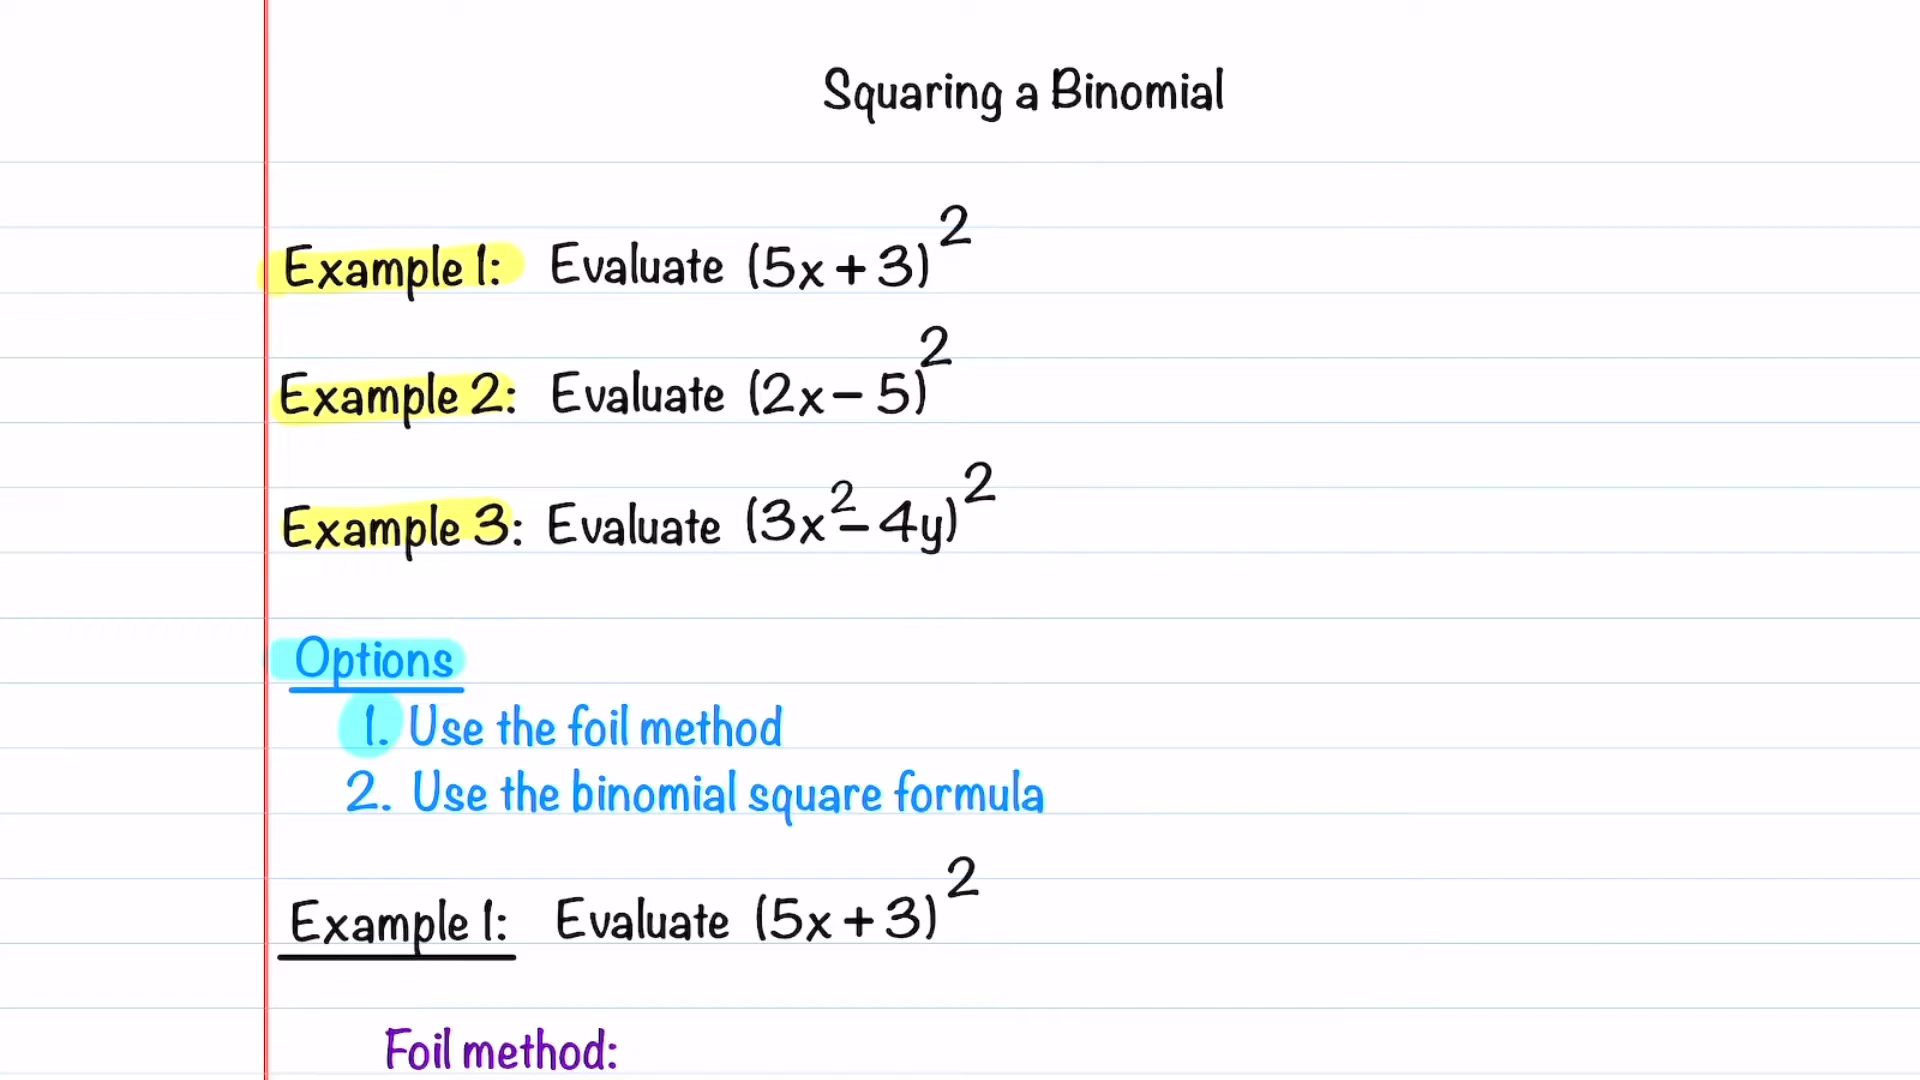 Squaring a Binomial
Example 1: Evaluate (5x + 3)²
Example 2: Evaluate (2x – 5)²
Example 3: Evaluate (3x² – 4y)²
Options
1. Use the foil method
2. Use the binomial square formula
Example 1: Evaluate (5x + 3)²
Foil method: